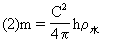 (2)m = C²/4π hρ水